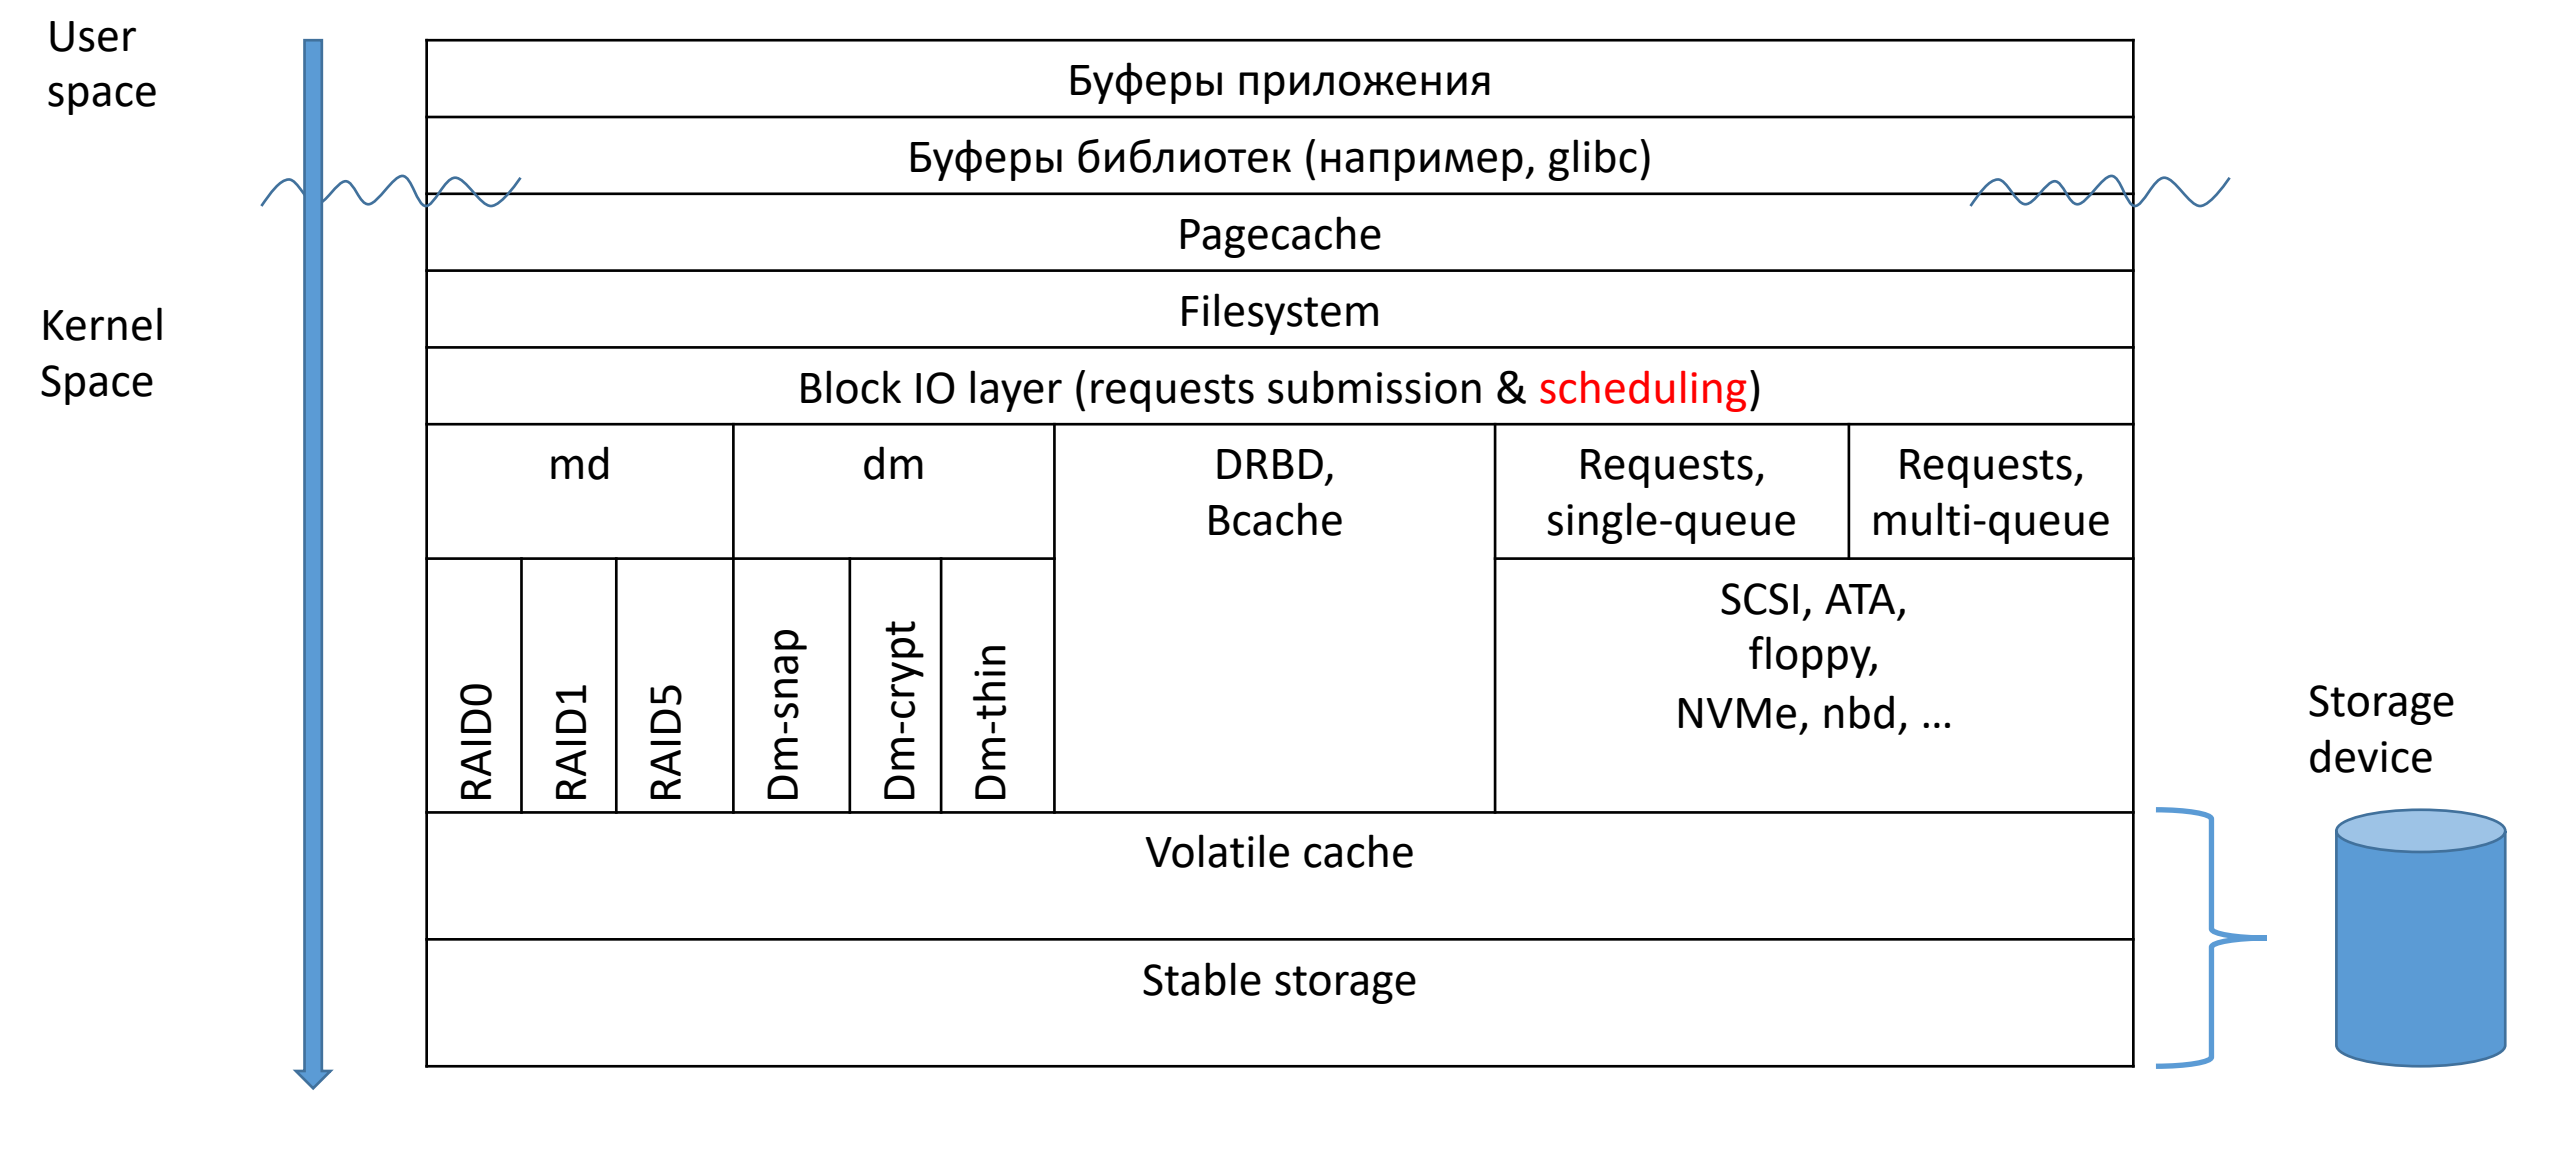 User
space
Буферы приложения
Буферы библиотек (например, glibc)
Pagecache
Kernel
Space
Filesystem
Block IO layer (requests submission & scheduling)
md
dm
DRBD,
Bcache
Requests,
single-queue
Requests,
multi-queue
RAID0
RAID1
RAID5
Dm-snap
Dm-crypt
Dm-thin
SCSI, ATA,
floppy,
NVMe, nbd, ...
Storage
device
Volatile cache
Stable storage